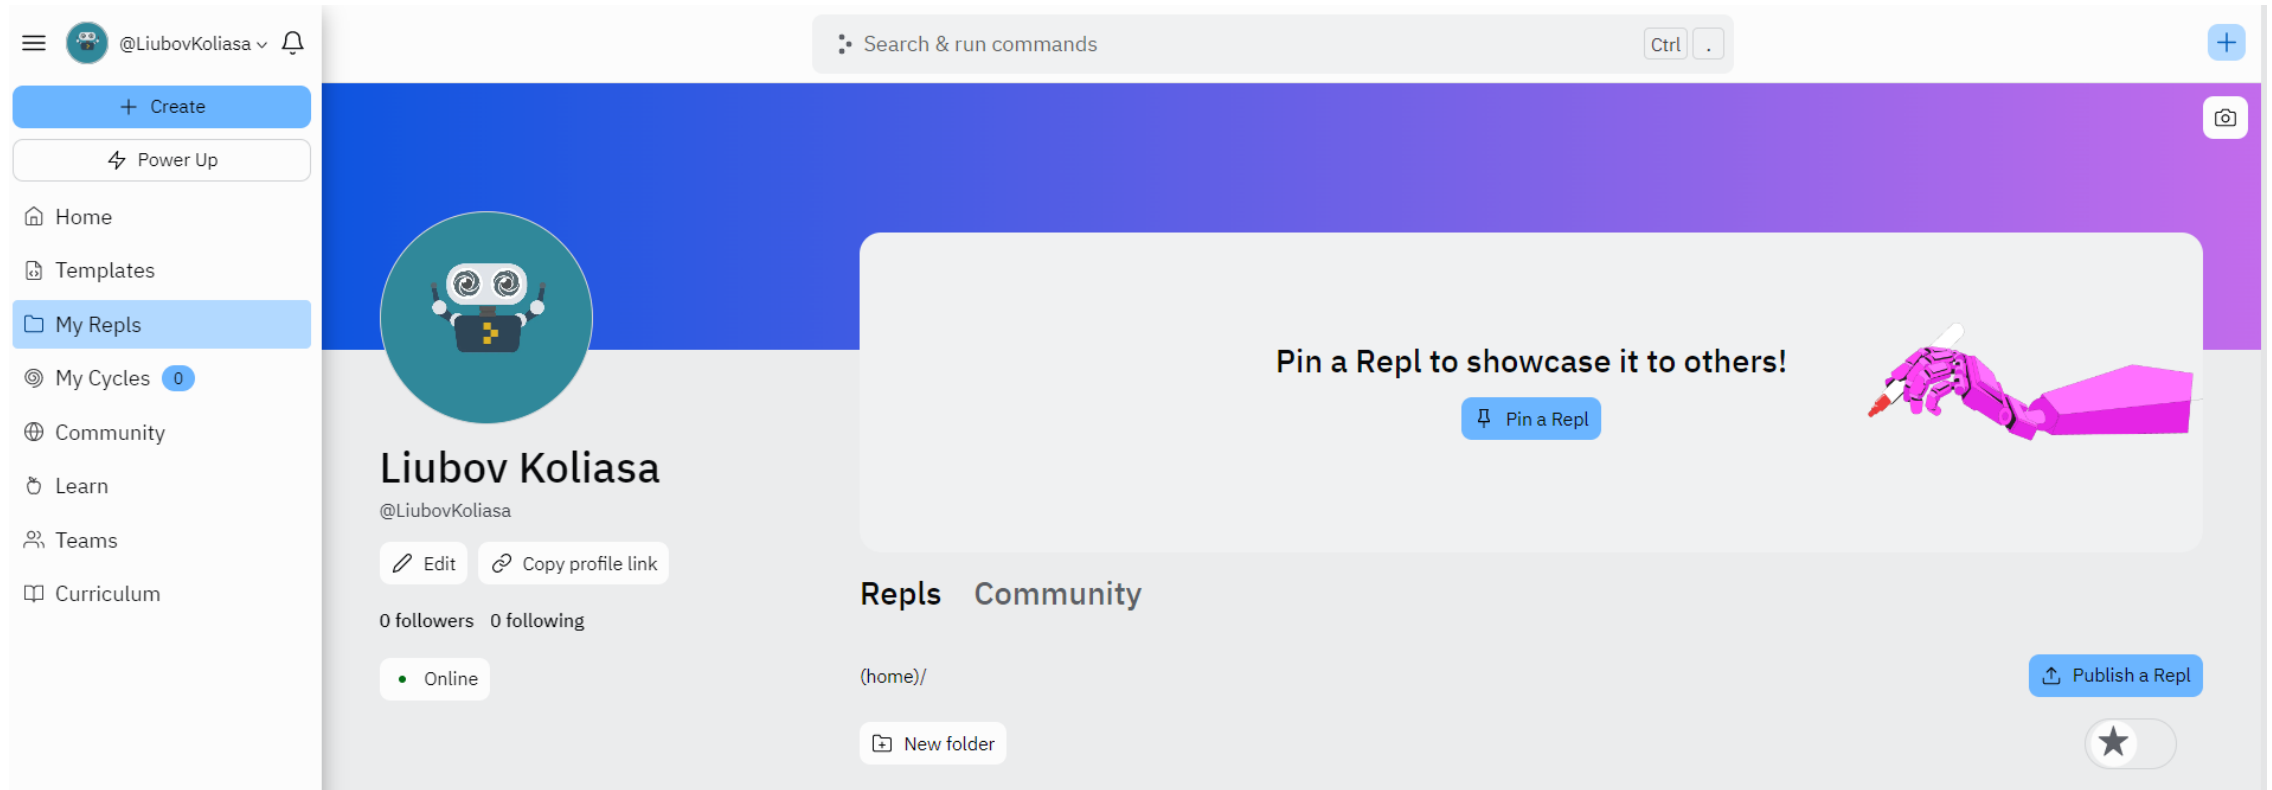 @LiubovKoliasa
Search & run commands
Ctrl .
+ Create
Power Up
Home
Templates
My Repls
My Cycles 0
Community
Learn
Teams
Curriculum
Liubov Koliasa
@LiubovKoliasa
Edit
Copy profile link
0 followers 0 following
Online
Pin a Repl to showcase it to others!
Pin a Repl
Repls Community
(home)/
Publish a Repl
New folder